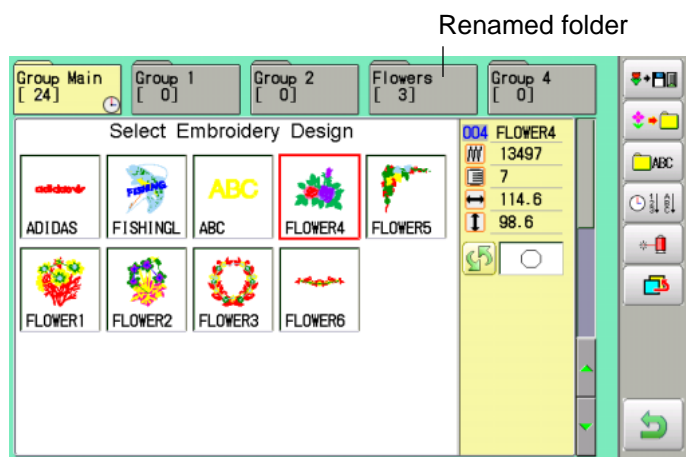 Renamed folder
Group Main
[ 24]
Group 1
[ 0]
Group 2
[ 0]
Flowers
[ 3]
Group 4
[ 0]
Select Embroidery Design
004 FLOWER4
13497
7
114.6
98.6
ABC
FISHING
ABC
ADIDAS
FISHINGL
ABC
FLOWER4
FLOWER5
FLOWER1
FLOWER2
FLOWER3
FLOWER6